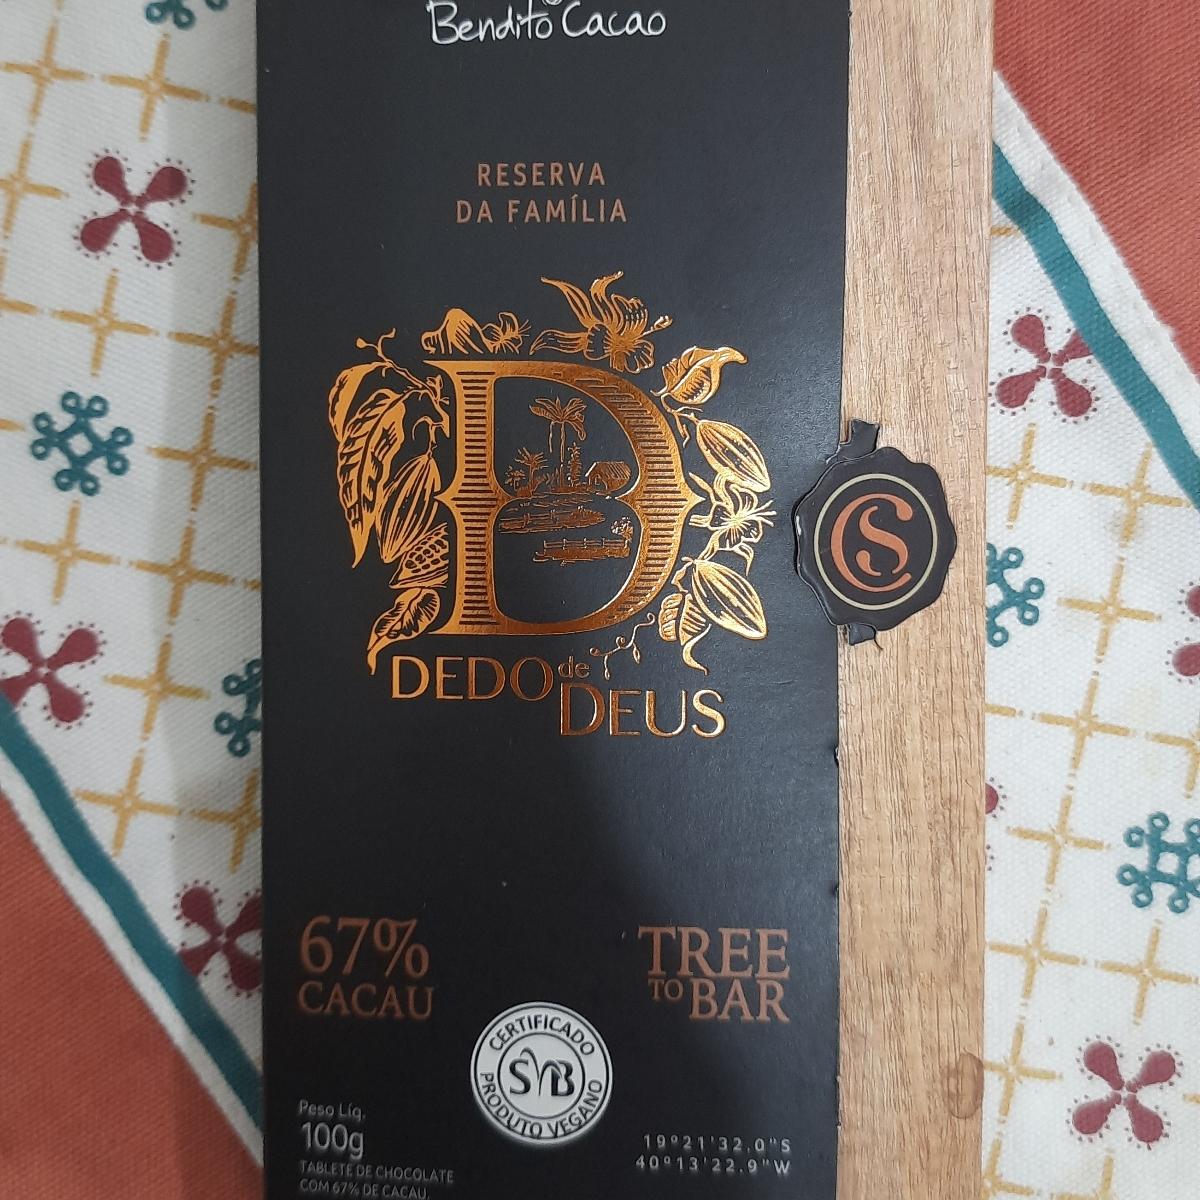 Bendito Cacao
RESERVA
DA FAMÍLIA
D
DEDO de
DEUS
CS
67%
CACAU
TREE
TO BAR
CERTIFICADO
SVB
PRODUTO VEGANO
Peso Líq.
100g
TABLETE DE CHOCOLATE
COM 67% DE CACAU.
19°21'32.0"S
40°13'22.9"W